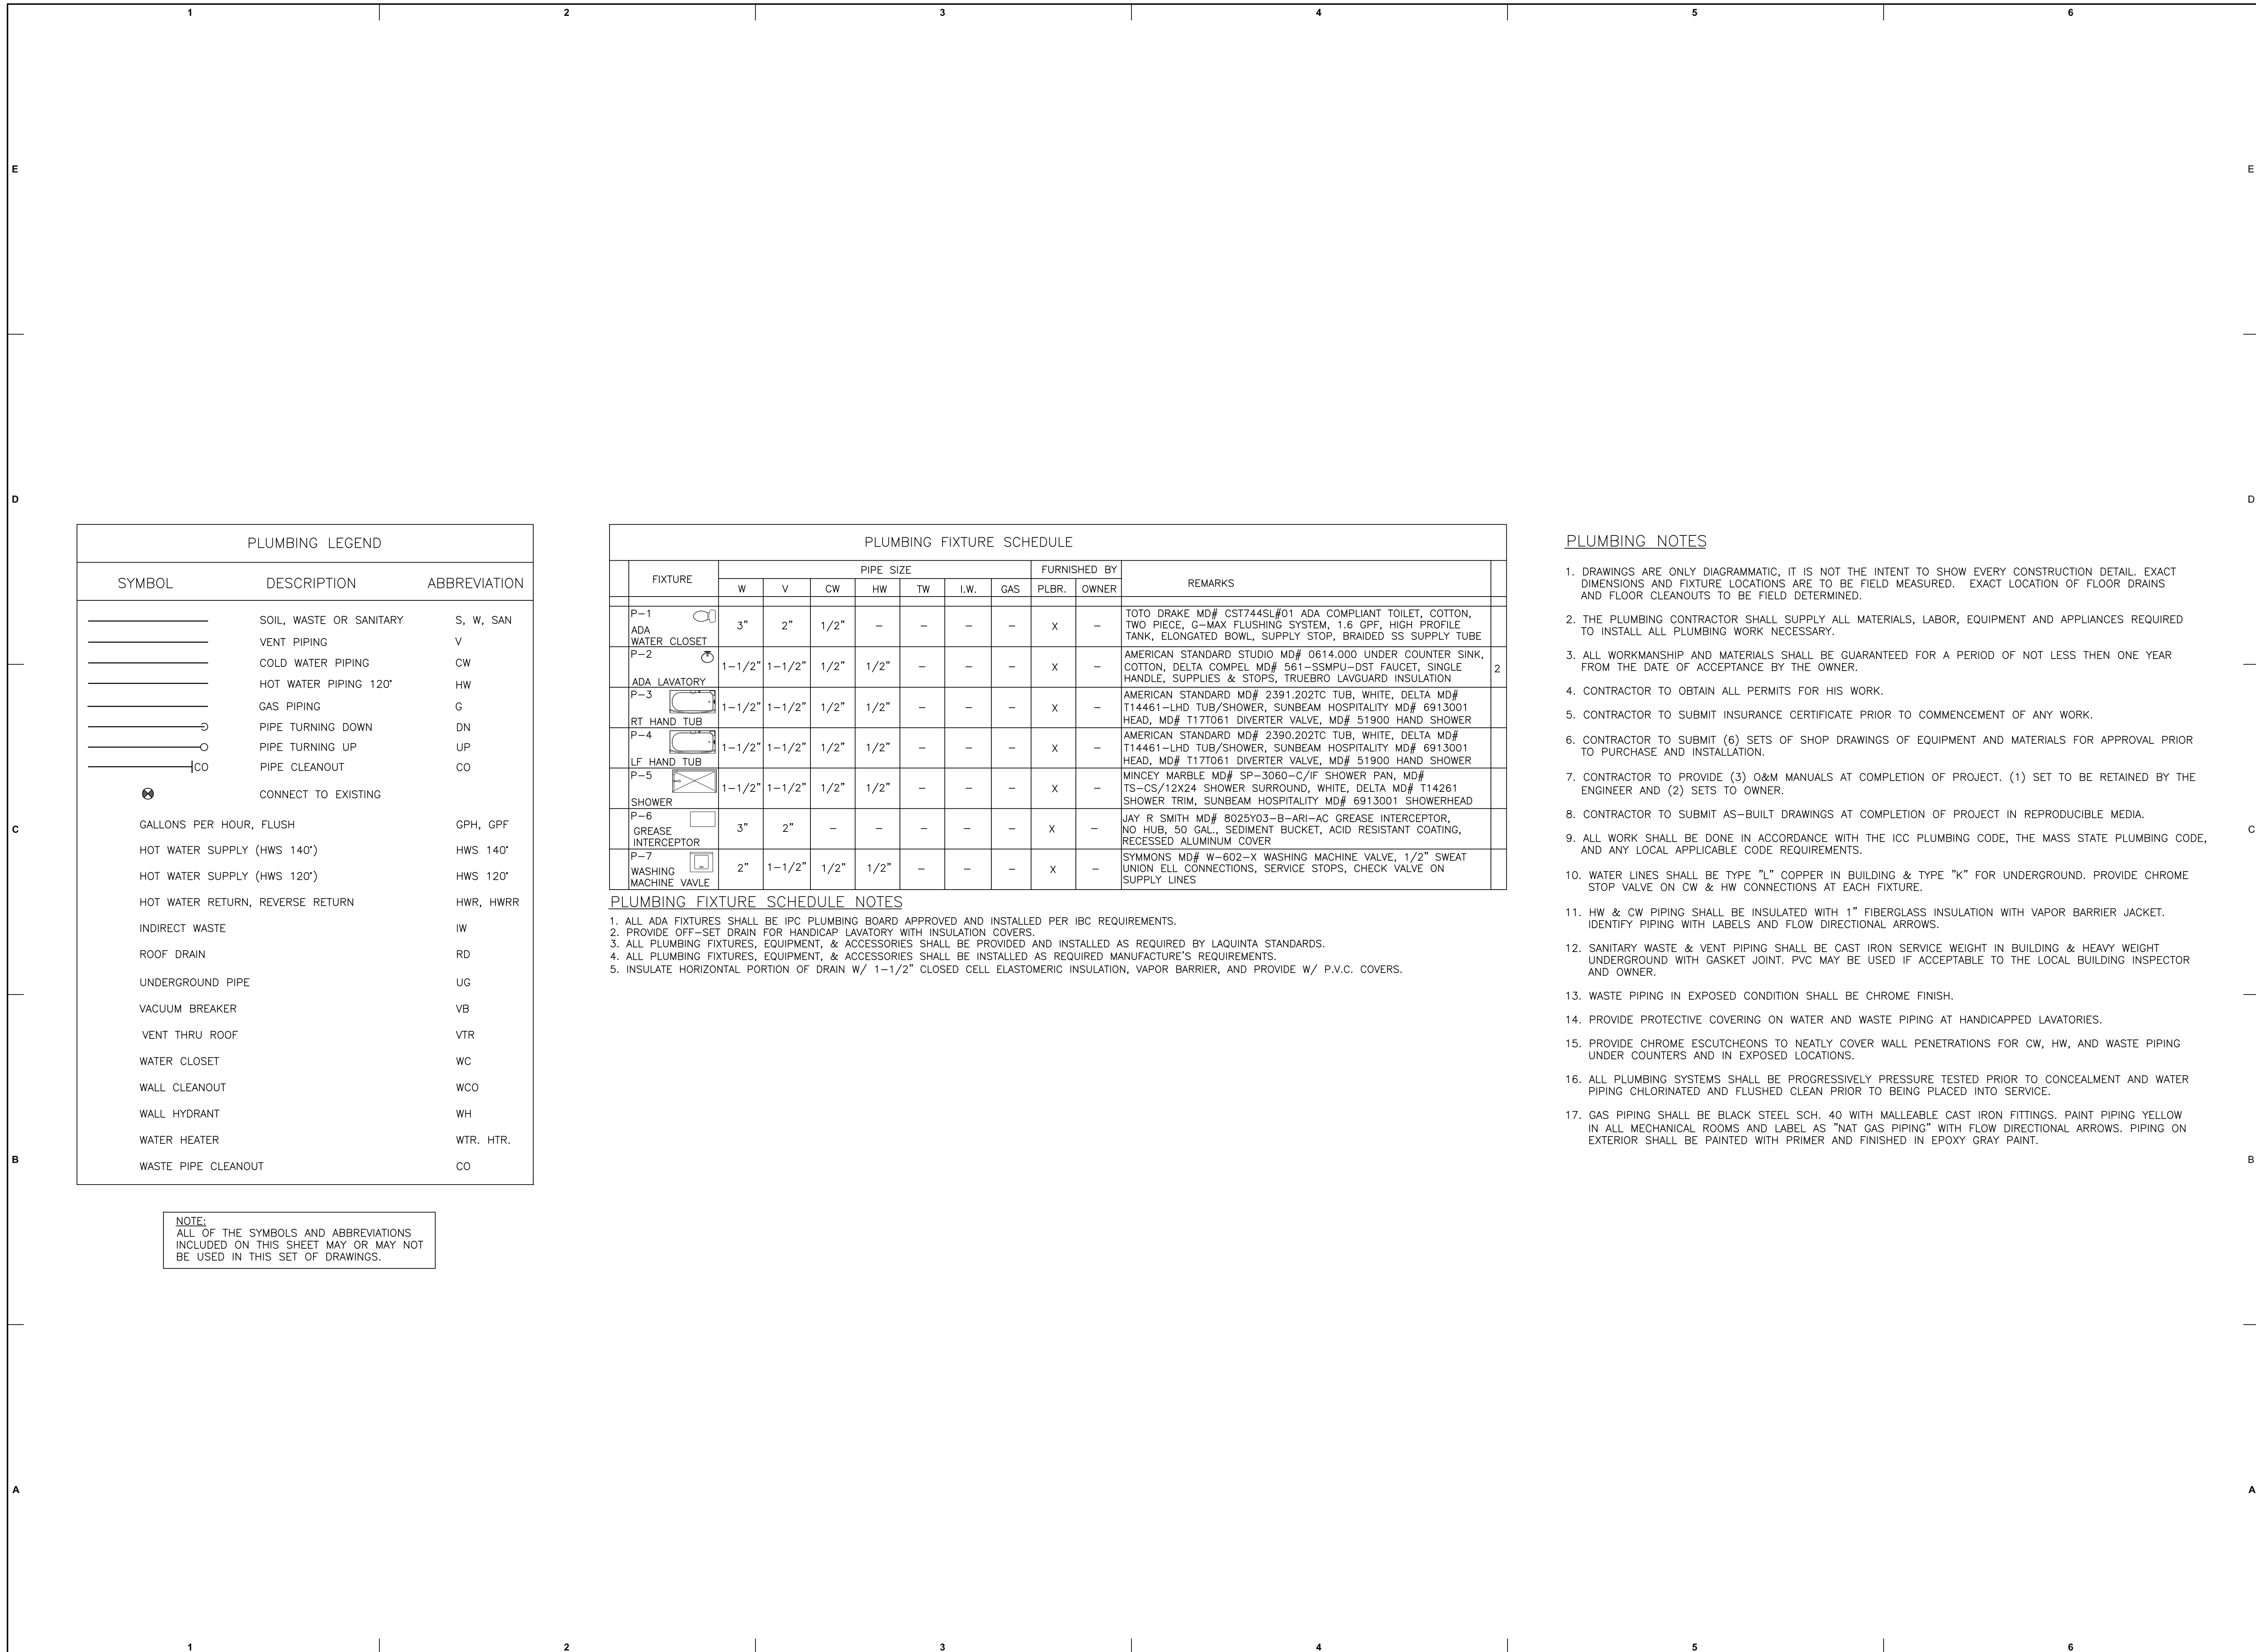 1 2 3 4 5 6
E E
D D
C C
B B
A A
PLUMBING LEGEND
SYMBOL DESCRIPTION ABBREVIATION
SOIL, WASTE OR SANITARY S, W, SAN
VENT PIPING V
COLD WATER PIPING CW
HOT WATER PIPING 120° HW
GAS PIPING G
PIPE TURNING DOWN DN
PIPE TURNING UP UP
CO PIPE CLEANOUT CO
CONNECT TO EXISTING
GALLONS PER HOUR, FLUSH GPH, GPF
HOT WATER SUPPLY (HWS 140°) HWS 140°
HOT WATER SUPPLY (HWS 120°) HWS 120°
HOT WATER RETURN, REVERSE RETURN HWR, HWRR
INDIRECT WASTE IW
ROOF DRAIN RD
UNDERGROUND PIPE UG
VACUUM BREAKER VB
VENT THRU ROOF VTR
WATER CLOSET WC
WALL CLEANOUT WCO
WALL HYDRANT WH
WATER HEATER WTR. HTR.
WASTE PIPE CLEANOUT CO
NOTE:
ALL OF THE SYMBOLS AND ABBREVIATIONS
INCLUDED ON THIS SHEET MAY OR MAY NOT
BE USED IN THIS SET OF DRAWINGS.
PLUMBING FIXTURE SCHEDULE
FIXTURE PIPE SIZE FURNISHED BY REMARKS
W V CW HW TW I.W. GAS PLBR. OWNER
P-1
ADA
WATER CLOSET
3" 2" 1/2" - - - - X -
TOTO DRAKE MD# CST744SL#01 ADA COMPLIANT TOILET, COTTON,
TWO PIECE, G-MAX FLUSHING SYSTEM, 1.6 GPF, HIGH PROFILE
TANK, ELONGATED BOWL, SUPPLY STOP, BRAIDED SS SUPPLY TUBE
P-2
ADA LAVATORY
1-1/2" 1-1/2" 1/2" 1/2" - - - X -
AMERICAN STANDARD STUDIO MD# 0614.000 UNDER COUNTER SINK,
COTTON, DELTA COMPEL MD# 561-SSMPU-DST FAUCET, SINGLE
HANDLE, SUPPLIES & STOPS, TRUEBRO LAVGUARD INSULATION
2
P-3
RT HAND TUB
1-1/2" 1-1/2" 1/2" 1/2" - - - X -
AMERICAN STANDARD MD# 2391.202TC TUB, WHITE, DELTA MD#
T14461-LHD TUB/SHOWER, SUNBEAM HOSPITALITY MD# 6913001
HEAD, MD# T17T061 DIVERTER VALVE, MD# 51900 HAND SHOWER
P-4
LF HAND TUB
1-1/2" 1-1/2" 1/2" 1/2" - - - X -
AMERICAN STANDARD MD# 2390.202TC TUB, WHITE, DELTA MD#
T14461-LHD TUB/SHOWER, SUNBEAM HOSPITALITY MD# 6913001
HEAD, MD# T17T061 DIVERTER VALVE, MD# 51900 HAND SHOWER
P-5
SHOWER
1-1/2" 1-1/2" 1/2" 1/2" - - - X -
MINCEY MARBLE MD# SP-3060-C/IF SHOWER PAN, MD#
TS-CS/12X24 SHOWER SURROUND, WHITE, DELTA MD# T14261
SHOWER TRIM, SUNBEAM HOSPITALITY MD# 6913001 SHOWERHEAD
P-6
GREASE
INTERCEPTOR
3" 2" - - - - - X -
JAY R SMITH MD# 8025Y03-B-ARI-AC GREASE INTERCEPTOR,
NO HUB, 50 GAL., SEDIMENT BUCKET, ACID RESISTANT COATING,
RECESSED ALUMINUM COVER
P-7
WASHING
MACHINE VAVLE
2" 1-1/2" 1/2" 1/2" - - - X -
SYMMONS MD# W-602-X WASHING MACHINE VALVE, 1/2" SWEAT
UNION ELL CONNECTIONS, SERVICE STOPS, CHECK VALVE ON
SUPPLY LINES
PLUMBING FIXTURE SCHEDULE NOTES
1. ALL ADA FIXTURES SHALL BE IPC PLUMBING BOARD APPROVED AND INSTALLED PER IBC REQUIREMENTS.
2. PROVIDE OFF-SET DRAIN FOR HANDICAP LAVATORY WITH INSULATION COVERS.
3. ALL PLUMBING FIXTURES, EQUIPMENT, & ACCESSORIES SHALL BE PROVIDED AND INSTALLED AS REQUIRED BY LAQUINTA STANDARDS.
4. ALL PLUMBING FIXTURES, EQUIPMENT, & ACCESSORIES SHALL BE INSTALLED AS REQUIRED MANUFACTURE'S REQUIREMENTS.
5. INSULATE HORIZONTAL PORTION OF DRAIN W/ 1-1/2" CLOSED CELL ELASTOMERIC INSULATION, VAPOR BARRIER, AND PROVIDE W/ P.V.C. COVERS.
PLUMBING NOTES
1. DRAWINGS ARE ONLY DIAGRAMMATIC, IT IS NOT THE INTENT TO SHOW EVERY CONSTRUCTION DETAIL. EXACT
DIMENSIONS AND FIXTURE LOCATIONS ARE TO BE FIELD MEASURED. EXACT LOCATION OF FLOOR DRAINS
AND FLOOR CLEANOUTS TO BE FIELD DETERMINED.
2. THE PLUMBING CONTRACTOR SHALL SUPPLY ALL MATERIALS, LABOR, EQUIPMENT AND APPLIANCES REQUIRED
TO INSTALL ALL PLUMBING WORK NECESSARY.
3. ALL WORKMANSHIP AND MATERIALS SHALL BE GUARANTEED FOR A PERIOD OF NOT LESS THEN ONE YEAR
FROM THE DATE OF ACCEPTANCE BY THE OWNER.
4. CONTRACTOR TO OBTAIN ALL PERMITS FOR HIS WORK.
5. CONTRACTOR TO SUBMIT INSURANCE CERTIFICATE PRIOR TO COMMENCEMENT OF ANY WORK.
6. CONTRACTOR TO SUBMIT (6) SETS OF SHOP DRAWINGS OF EQUIPMENT AND MATERIALS FOR APPROVAL PRIOR
TO PURCHASE AND INSTALLATION.
7. CONTRACTOR TO PROVIDE (3) O&M MANUALS AT COMPLETION OF PROJECT. (1) SET TO BE RETAINED BY THE
ENGINEER AND (2) SETS TO OWNER.
8. CONTRACTOR TO SUBMIT AS-BUILT DRAWINGS AT COMPLETION OF PROJECT IN REPRODUCIBLE MEDIA.
9. ALL WORK SHALL BE DONE IN ACCORDANCE WITH THE ICC PLUMBING CODE, THE MASS STATE PLUMBING CODE,
AND ANY LOCAL APPLICABLE CODE REQUIREMENTS.
10. WATER LINES SHALL BE TYPE "L" COPPER IN BUILDING & TYPE "K" FOR UNDERGROUND. PROVIDE CHROME
STOP VALVE ON CW & HW CONNECTIONS AT EACH FIXTURE.
11. HW & CW PIPING SHALL BE INSULATED WITH 1" FIBERGLASS INSULATION WITH VAPOR BARRIER JACKET.
IDENTIFY PIPING WITH LABELS AND FLOW DIRECTIONAL ARROWS.
12. SANITARY WASTE & VENT PIPING SHALL BE CAST IRON SERVICE WEIGHT IN BUILDING & HEAVY WEIGHT
UNDERGROUND WITH GASKET JOINT. PVC MAY BE USED IF ACCEPTABLE TO THE LOCAL BUILDING INSPECTOR
AND OWNER.
13. WASTE PIPING IN EXPOSED CONDITION SHALL BE CHROME FINISH.
14. PROVIDE PROTECTIVE COVERING ON WATER AND WASTE PIPING AT HANDICAPPED LAVATORIES.
15. PROVIDE CHROME ESCUTCHEONS TO NEATLY COVER WALL PENETRATIONS FOR CW, HW, AND WASTE PIPING
UNDER COUNTERS AND IN EXPOSED LOCATIONS.
16. ALL PLUMBING SYSTEMS SHALL BE PROGRESSIVELY PRESSURE TESTED PRIOR TO CONCEALMENT AND WATER
PIPING CHLORINATED AND FLUSHED CLEAN PRIOR TO BEING PLACED INTO SERVICE.
17. GAS PIPING SHALL BE BLACK STEEL SCH. 40 WITH MALLEABLE CAST IRON FITTINGS. PAINT PIPING YELLOW
IN ALL MECHANICAL ROOMS AND LABEL AS "NAT GAS PIPING" WITH FLOW DIRECTIONAL ARROWS. PIPING ON
EXTERIOR SHALL BE PAINTED WITH PRIMER AND FINISHED IN EPOXY GRAY PAINT.
1 2 3 4 5 6